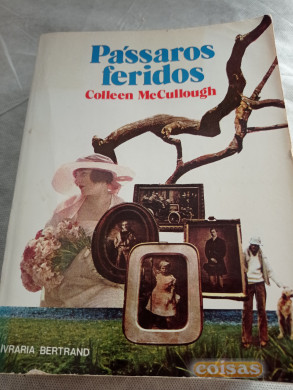 Pássaros
feridos
Colleen McCullough
IVRARIA BERTRAND
coisas